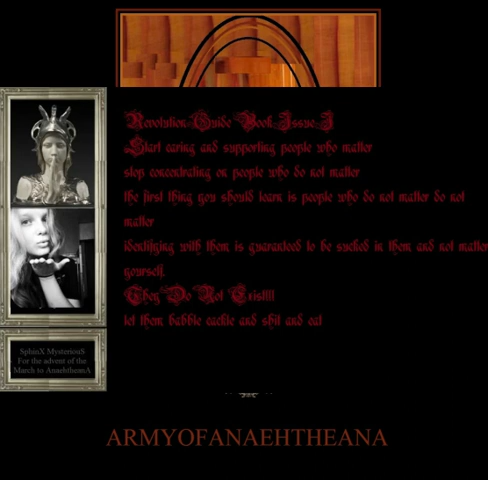 Revolution Guide Book Issue I
Start caring and supporting people who matter
stop concentrating on people who do not matter
the first thing you should learn is people who do not matter do not
matter
identifying with them is guaranteed to be sucked in them and not matter
yourself.
They Do Not Exist!!!!
let them babble cackle and shit and eat
SphinX MysterioxS
For the advent of the
March to AnaehtheanA
ARMYOFANAEHTHEANA